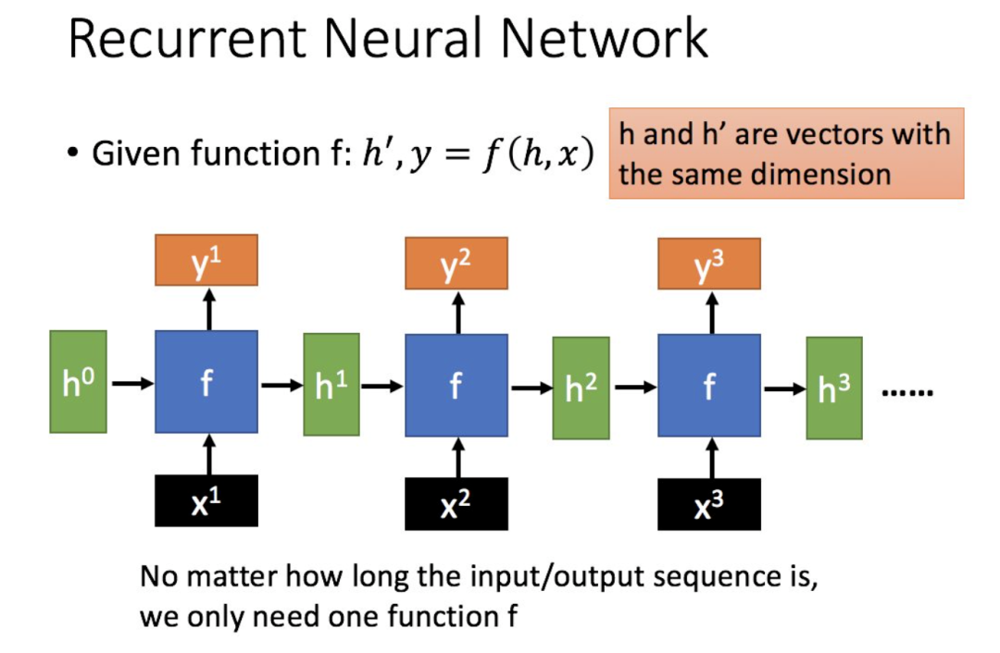 Recurrent Neural Network
• Given function f: h′, y = f(h, x)
h and h’ are vectors with
the same dimension
y¹ y² y³
h⁰ f h¹ f h² f h³ ……
x¹ x² x³
No matter how long the input/output sequence is,
we only need one function f